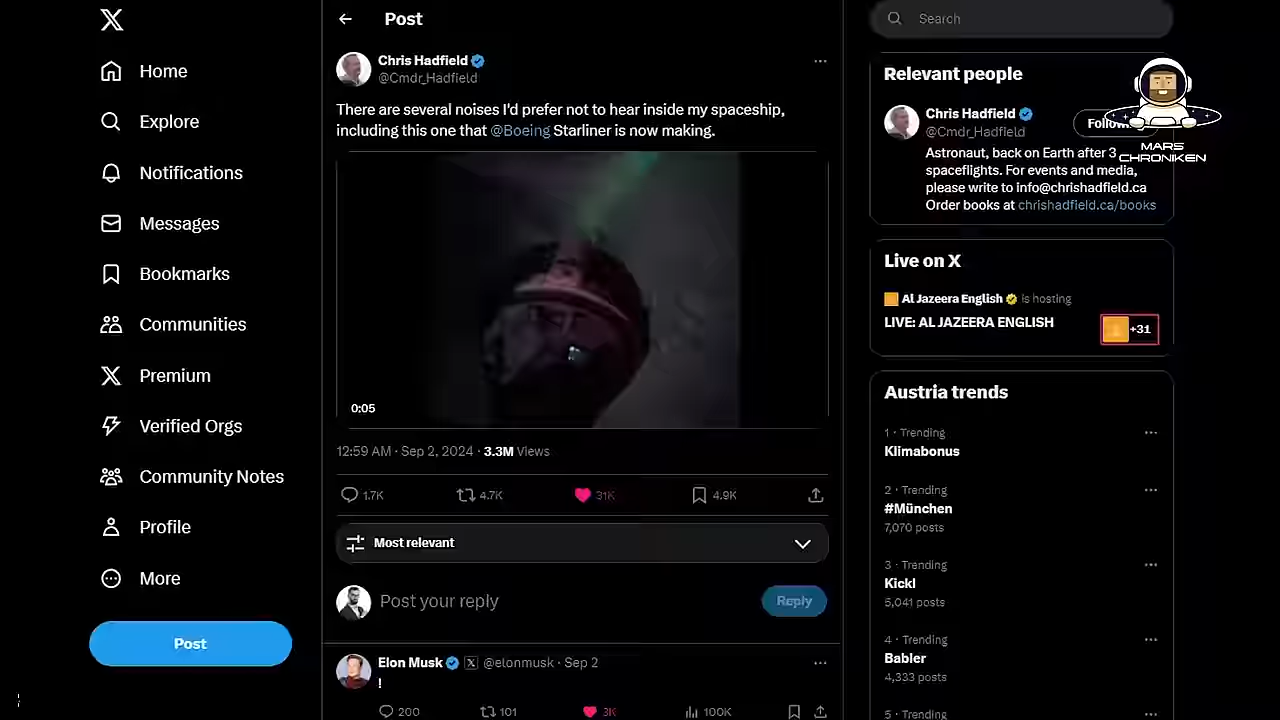 Home
Explore
Notifications
Messages
Bookmarks
Communities
Premium
Verified Orgs
Community Notes
Profile
More
Post
Post
Chris Hadfield
@Cmdr_Hadfield
There are several noises I'd prefer not to hear inside my spaceship,
including this one that @Boeing Starliner is now making.
0:05
12:59 AM · Sep 2, 2024 · 3.3M Views
1.7K 4.7K 31K 4.9K
Most relevant
Post your reply
Reply
Elon Musk @elonmusk · Sep 2
!
200 101 3K 100K
Search
Relevant people
Chris Hadfield
@Cmdr_Hadfield
Astronaut, back on Earth after 3
spaceflights. For events and media,
please write to info@chrishadfield.ca
Order books at chrishadfield.ca/books
MARS
CHRONIKEN
Live on X
Al Jazeera English is hosting
LIVE: AL JAZEERA ENGLISH
+31
Austria trends
1 · Trending
Klimabonus
2 · Trending
#München
7,070 posts
3 · Trending
Kickl
5,041 posts
4 · Trending
Babler
4,333 posts
5 · Trending